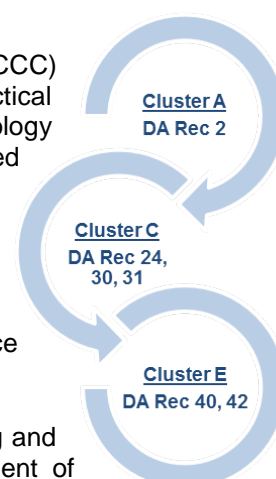 CCC)
ctical
ology
ed
ce
g and
ent of
Cluster A
DA Rec 2
Cluster C
DA Rec 24,
30, 31
Cluster E
DA Rec 40, 42